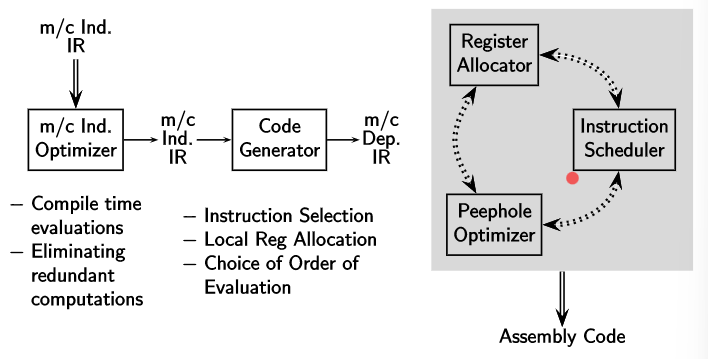 m/c Ind.
IR
m/c Ind.
Optimizer
m/c
Ind.
IR
Code
Generator
m/c
Dep.
IR
– Compile time
evaluations
– Eliminating
redundant
computations
– Instruction Selection
– Local Reg Allocation
– Choice of Order of
Evaluation
Register
Allocator
Instruction
Scheduler
Peephole
Optimizer
Assembly Code